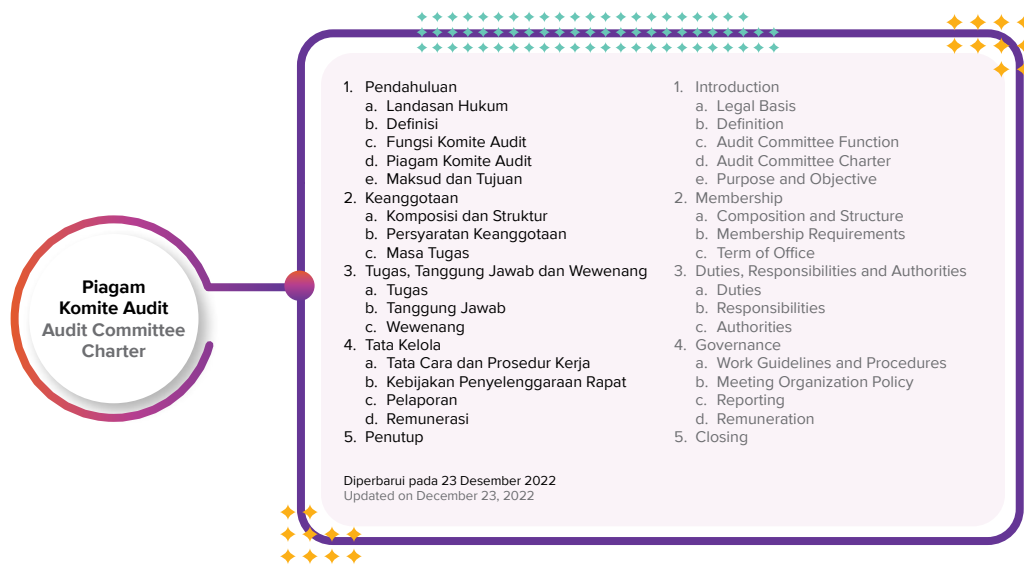 Piagam
Komite Audit
Audit Committee
Charter
1. Pendahuluan
a. Landasan Hukum
b. Definisi
c. Fungsi Komite Audit
d. Piagam Komite Audit
e. Maksud dan Tujuan
2. Keanggotaan
a. Komposisi dan Struktur
b. Persyaratan Keanggotaan
c. Masa Tugas
3. Tugas, Tanggung Jawab dan Wewenang
a. Tugas
b. Tanggung Jawab
c. Wewenang
4. Tata Kelola
a. Tata Cara dan Prosedur Kerja
b. Kebijakan Penyelenggaraan Rapat
c. Pelaporan
d. Remunerasi
5. Penutup
1. Introduction
a. Legal Basis
b. Definition
c. Audit Committee Function
d. Audit Committee Charter
e. Purpose and Objective
2. Membership
a. Composition and Structure
b. Membership Requirements
c. Term of Office
3. Duties, Responsibilities and Authorities
a. Duties
b. Responsibilities
c. Authorities
4. Governance
a. Work Guidelines and Procedures
b. Meeting Organization Policy
c. Reporting
d. Remuneration
5. Closing
Diperbarui pada 23 Desember 2022
Updated on December 23, 2022